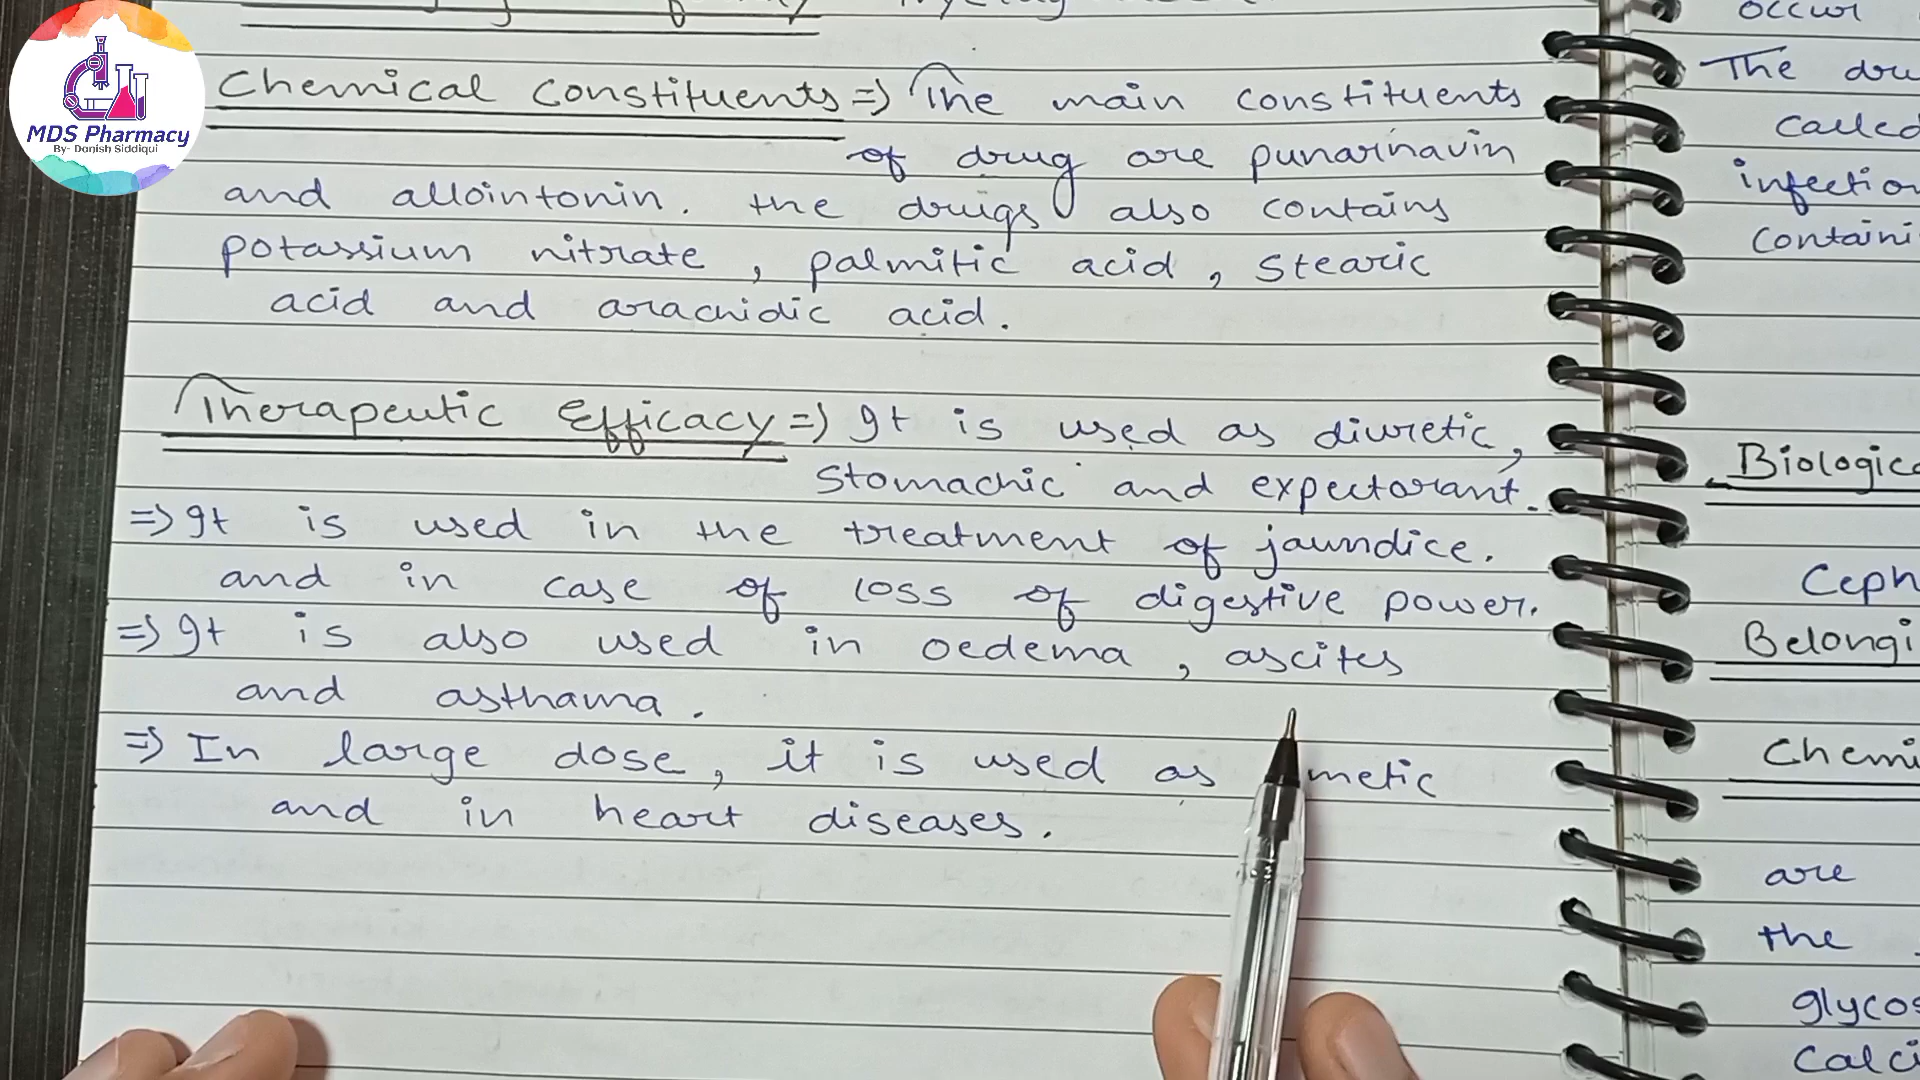 MDS Pharmacy
By- Danish Siddiqui
Chemical constituents => The main constituents
of drug are punarnavin
and allointonin. the drugs also contains
potassium nitrate, palmitic acid, stearic
acid and arachidic acid.
Therapeutic Efficacy => It is used as diuretic,
stomachic and expectorant.
=> It is used in the treatment of jaundice.
and in case of loss of digestive power.
=> It is also used in oedema, ascites
and asthama.
=> In large dose, it is used as metic
and in heart diseases.
occur
The dru
called
infection
Containi
Biologica
Ceph
Belongi
Chemi
are
the
glycos
Calci